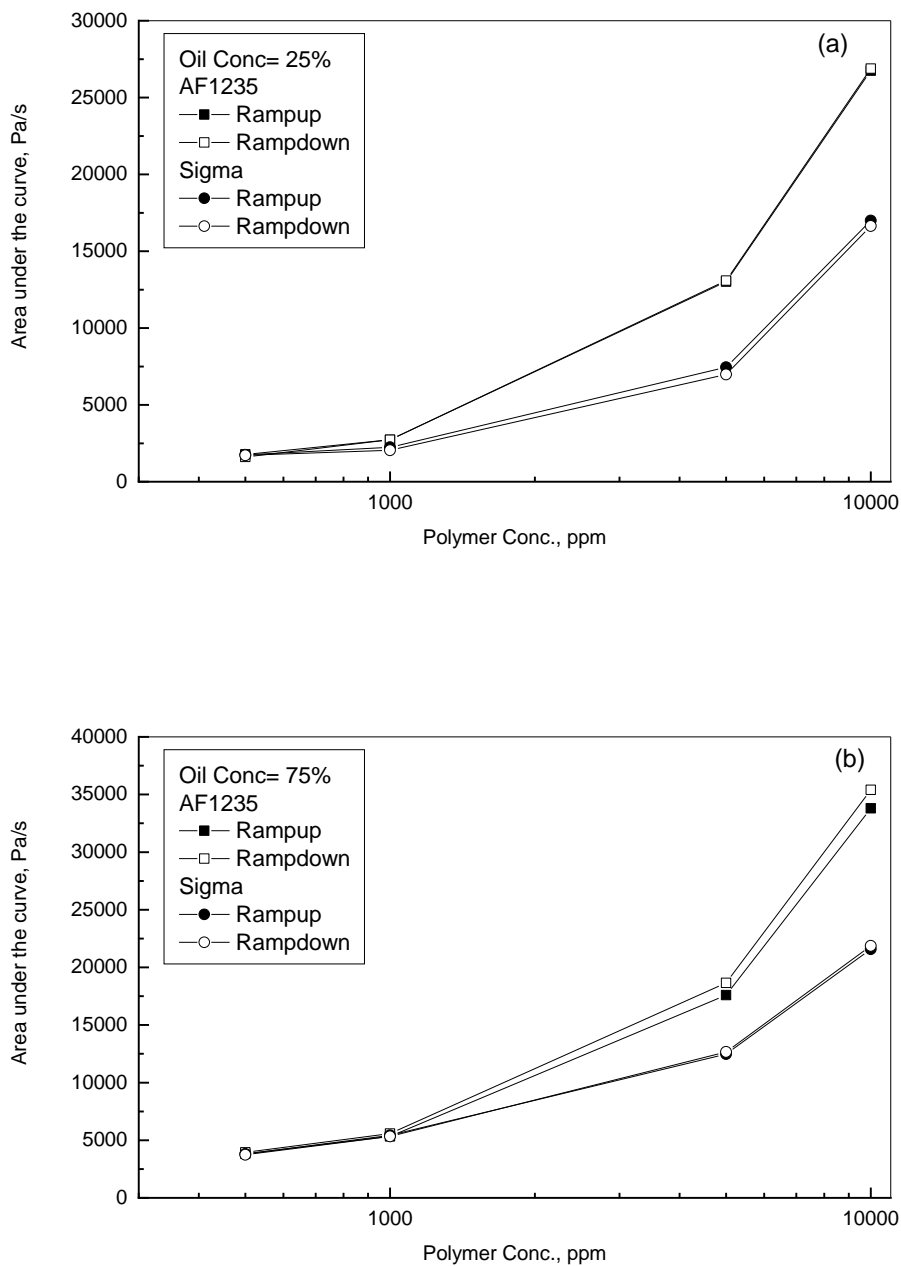 (a)
30000
25000
20000
15000
10000
5000
0
Area under the curve, Pa/s
Oil Conc= 25%
AF1235
Rampup
Rampdown
Sigma
Rampup
Rampdown
1000 10000
Polymer Conc., ppm
(b)
40000
35000
30000
25000
20000
15000
10000
5000
0
Area under the curve, Pa/s
Oil Conc= 75%
AF1235
Rampup
Rampdown
Sigma
Rampup
Rampdown
1000 10000
Polymer Conc., ppm